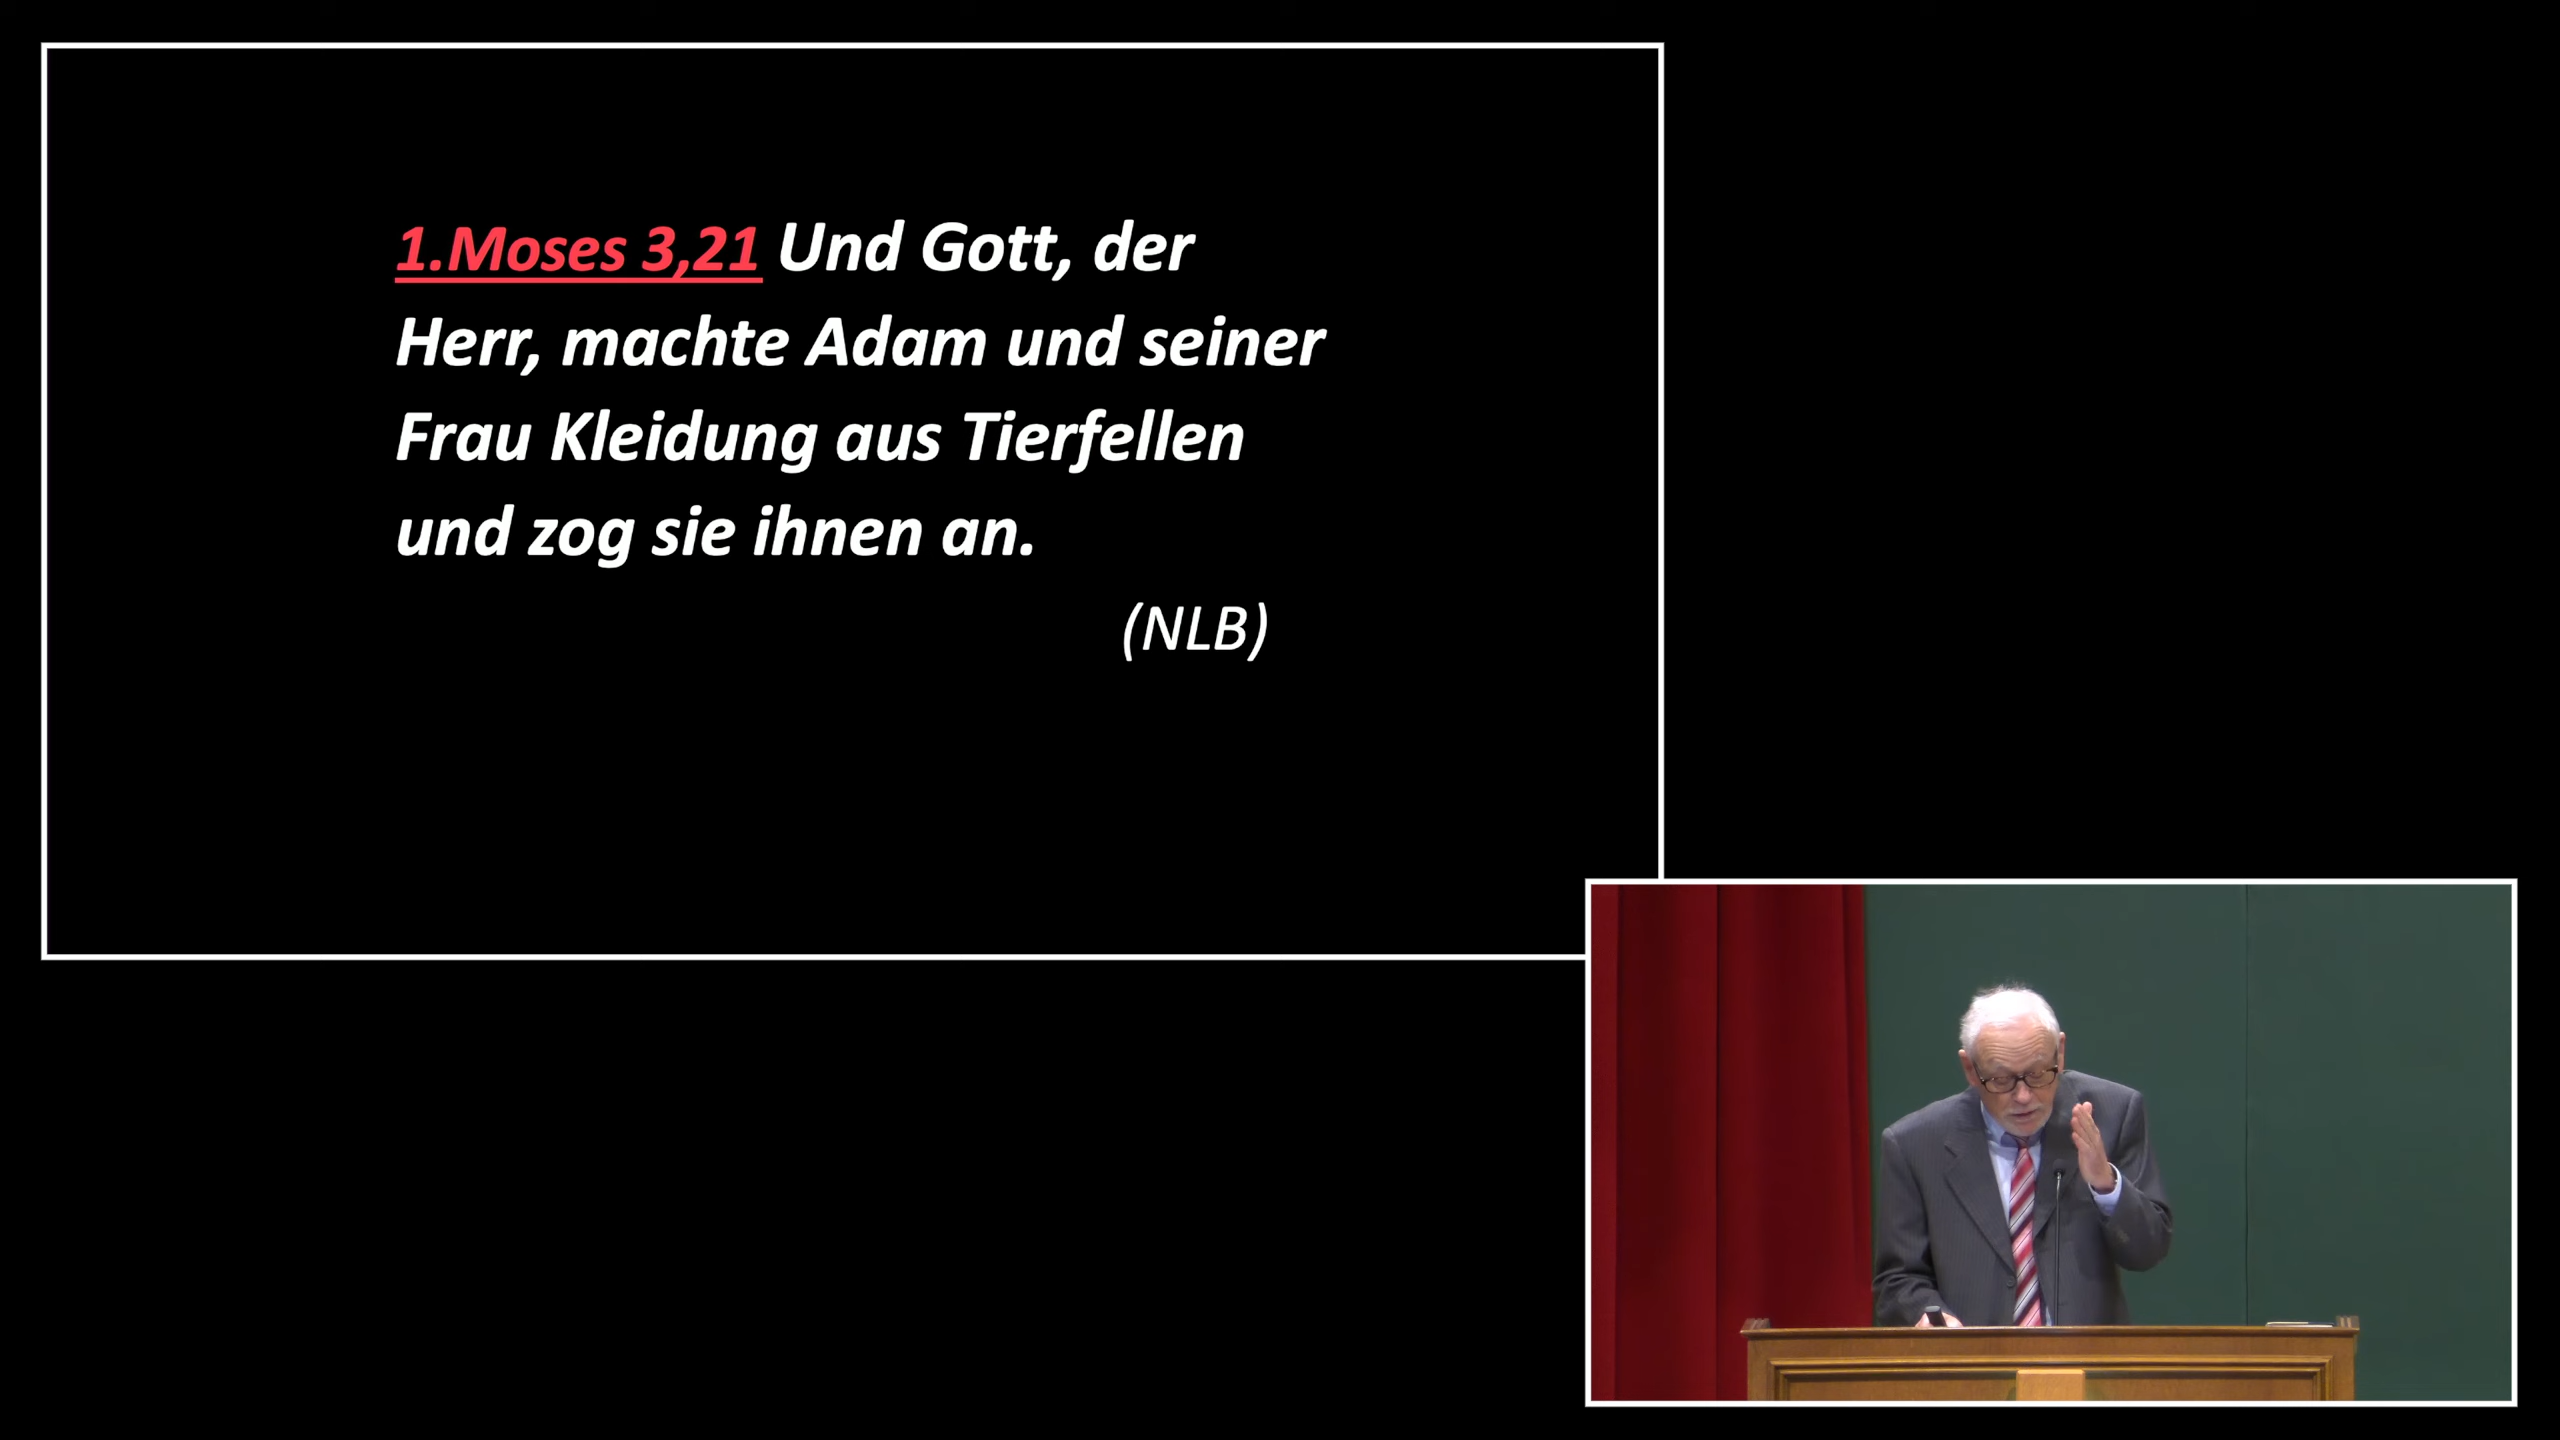 1.Moses 3,21 Und Gott, der
Herr, machte Adam und seiner
Frau Kleidung aus Tierfellen
und zog sie ihnen an.
(NLB)